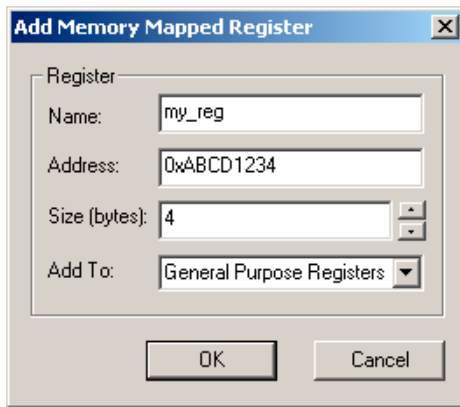 Add Memory Mapped Register
Register
Name: my_reg
Address: 0xABCD1234
Size (bytes): 4
Add To: General Purpose Registers
OK Cancel